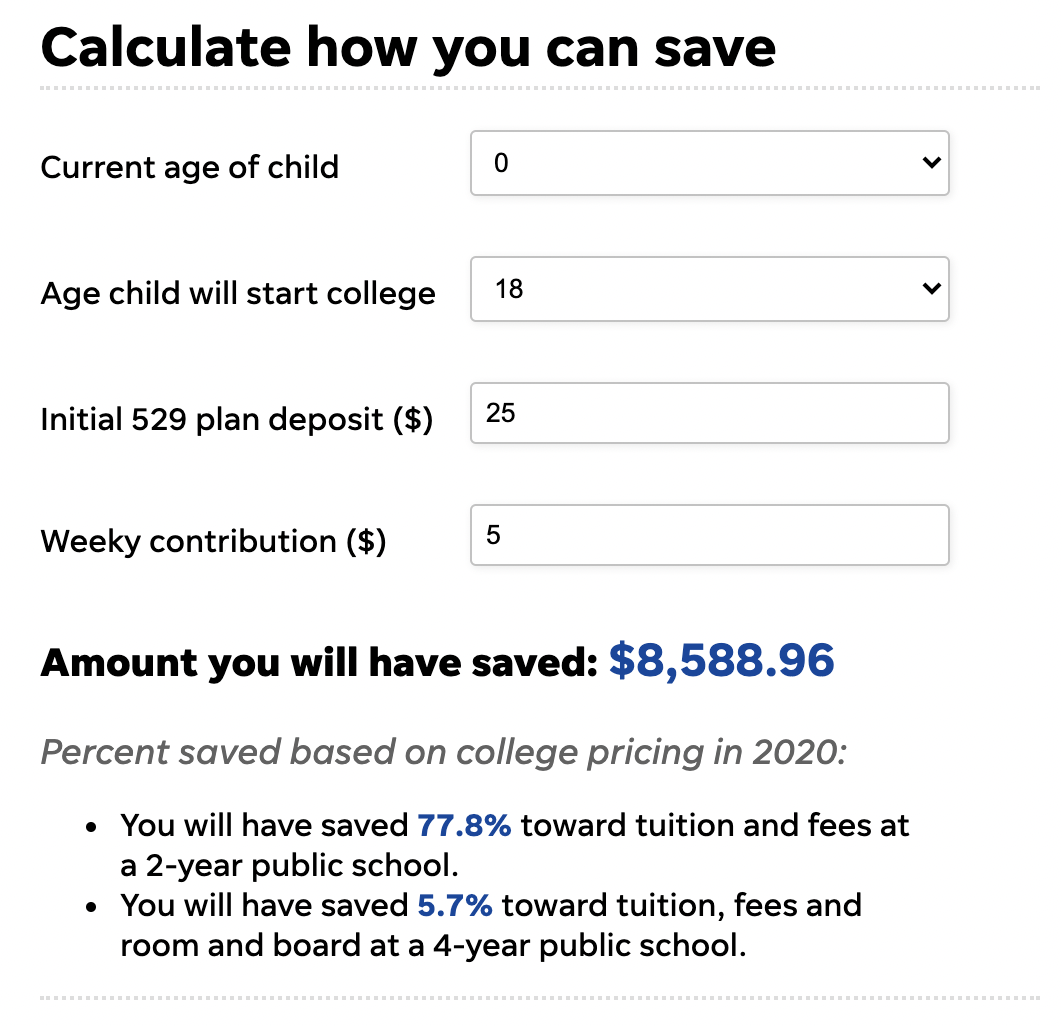 Calculate how you can save
Current age of child
0
Age child will start college
18
Initial 529 plan deposit ($)
25
Weeky contribution ($)
5
Amount you will have saved: $8,588.96
Percent saved based on college pricing in 2020:
• You will have saved 77.8% toward tuition and fees at
a 2-year public school.
• You will have saved 5.7% toward tuition, fees and
room and board at a 4-year public school.